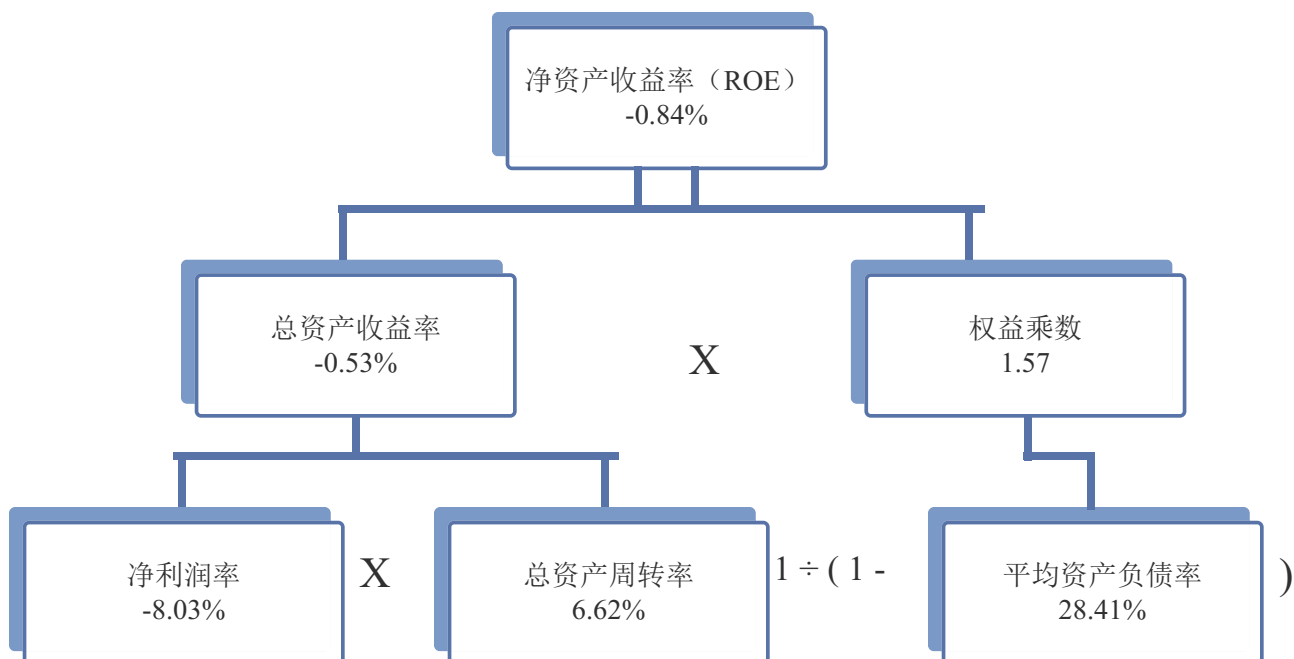 净资产收益率（ROE）
-0.84%
总资产收益率
-0.53%
X
权益乘数
1.57
净利润率
-8.03%
X
总资产周转率
6.62%
1 ÷ ( 1 -
平均资产负债率
28.41%
)